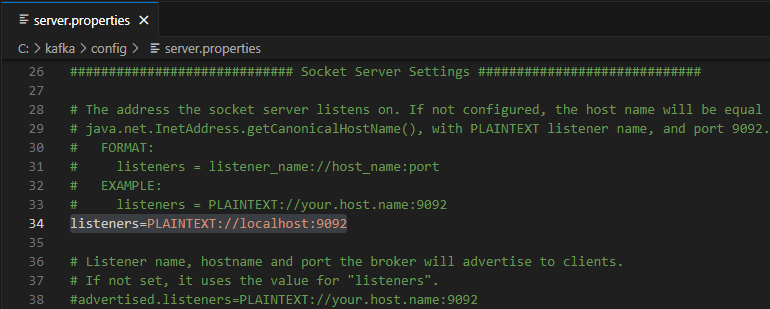 server.properties
C: > kafka > config > server.properties
26 ############################# Socket Server Settings #############################
27
28 # The address the socket server listens on. If not configured, the host name will be equal
29 # java.net.InetAddress.getCanonicalHostName(), with PLAINTEXT listener name, and port 9092.
30 #   FORMAT:
31 #     listeners = listener_name://host_name:port
32 #   EXAMPLE:
33 #     listeners = PLAINTEXT://your.host.name:9092
34 listeners=PLAINTEXT://localhost:9092
35
36 # Listener name, hostname and port the broker will advertise to clients.
37 # If not set, it uses the value for "listeners".
38 #advertised.listeners=PLAINTEXT://your.host.name:9092